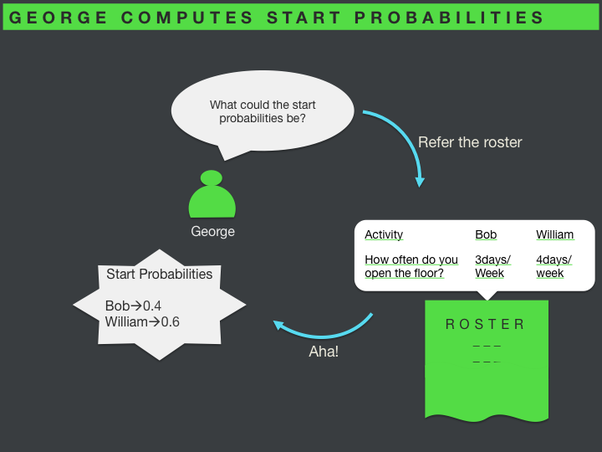 GEORGE COMPUTES START PROBABILITIES
What could the start
probabilities be?
Refer the roster
George
Activity Bob William
How often do you 3days/ 4days/
open the floor? Week week
Start Probabilities
Bob→0.4
William→0.6
Aha!
ROSTER
_ _ _
_ _ _